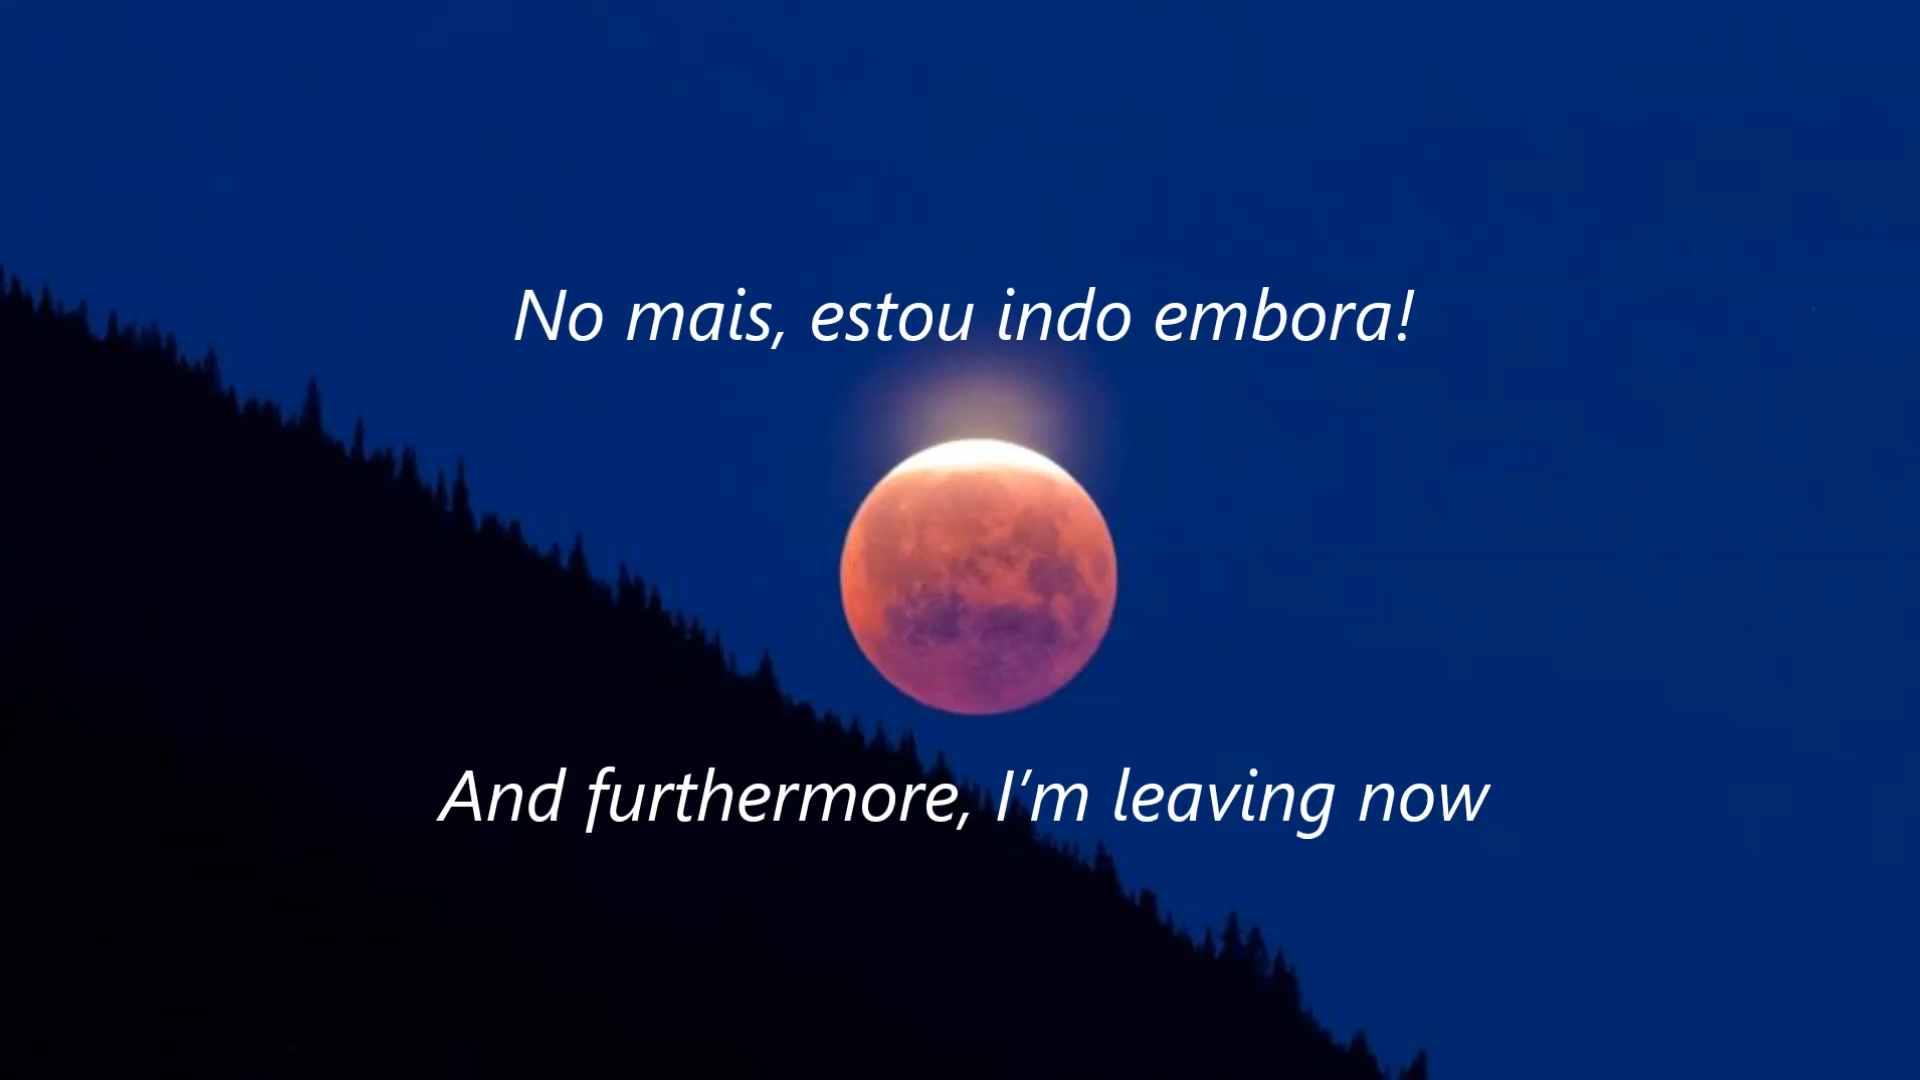 No mais, estou indo embora!
And furthermore, I’m leaving now